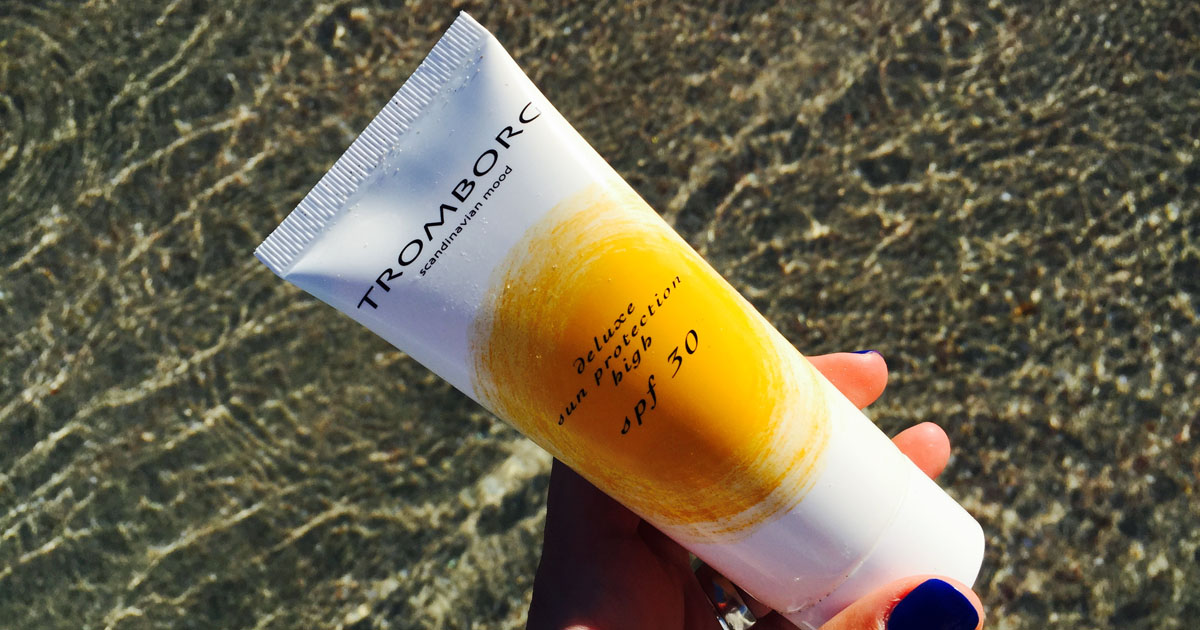 TROMBORG
scandinavian mood
deluxe
sun protection
high
spf 30